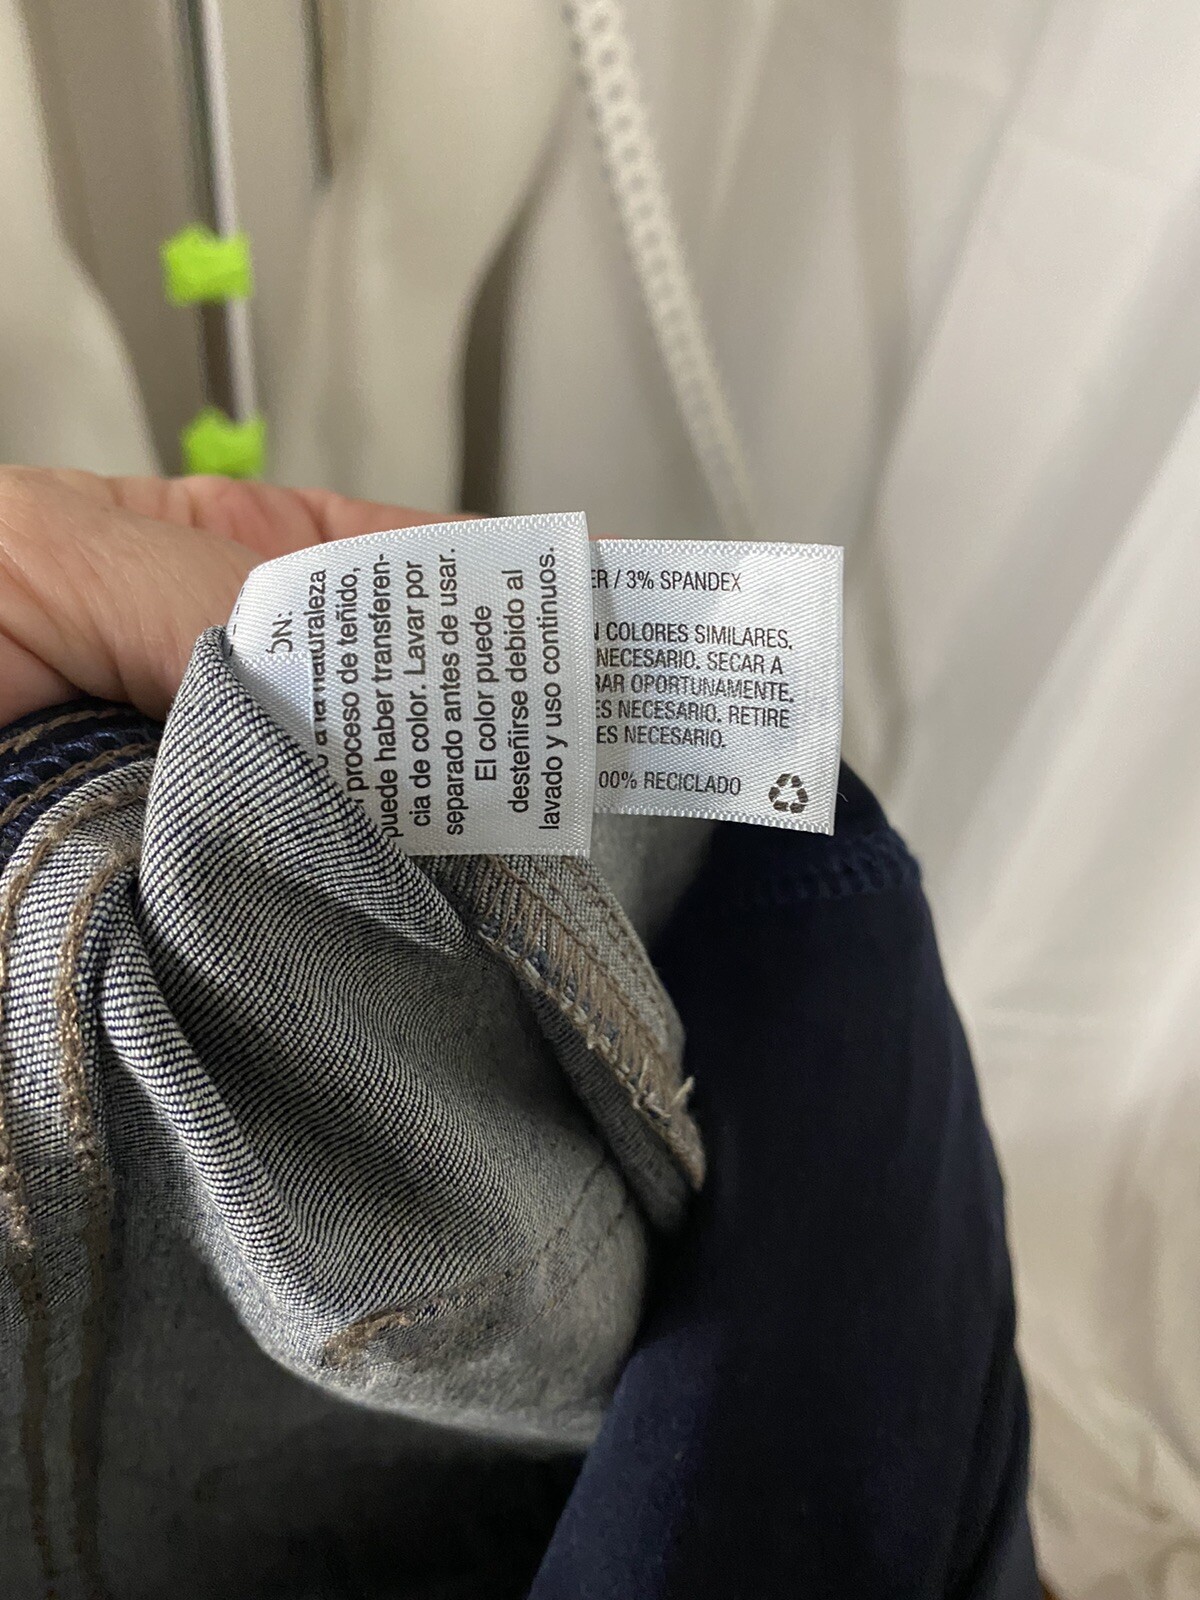 ÓN:
a la naturaleza
proceso de teñido,
puede haber transferen-
cia de color. Lavar por
separado antes de usar.
El color puede
desteñirse debido al
lavado y uso continuos.
ER / 3% SPANDEX
N COLORES SIMILARES.
NECESARIO. SECAR A
RAR OPORTUNAMENTE.
ES NECESARIO. RETIRE
ES NECESARIO.
00% RECICLADO